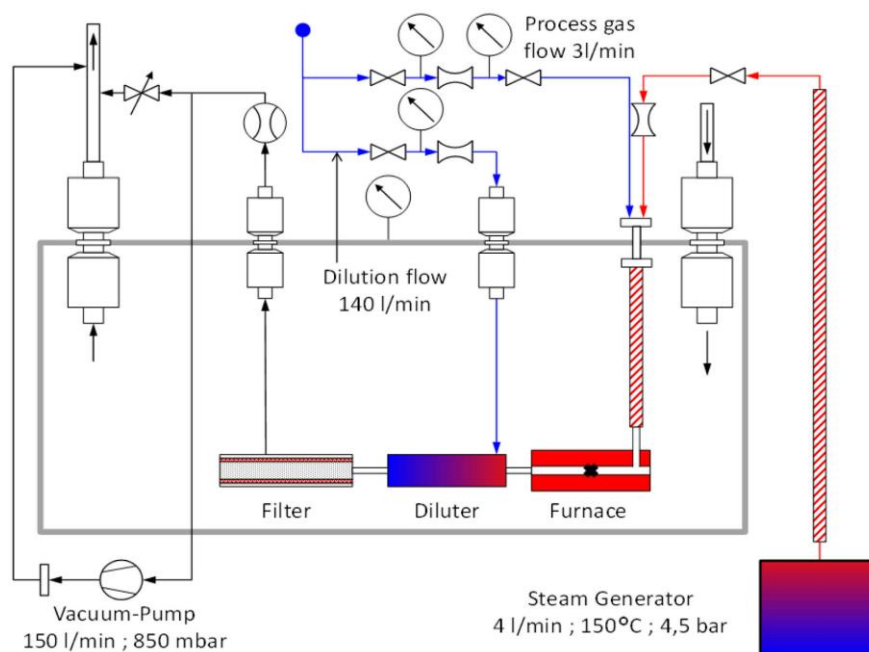 Process gas
flow 3l/min
Dilution flow
140 l/min
Filter
Diluter
Furnace
Vacuum-Pump
150 l/min ; 850 mbar
Steam Generator
4 l/min ; 150°C ; 4,5 bar